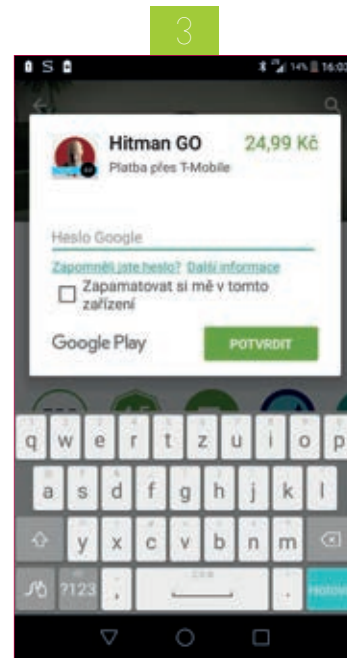 3
14% 16:03
Hitman GO 24,99 Kč
Platba přes T-Mobile
Heslo Google
Zapomněli jste heslo? Další informace
Zapamatovat si mě v tomto
zařízení
Google Play POTVRDIT
q w e r t z u i o p
a s d f g h j k l
y x c v b n m
?123 , .